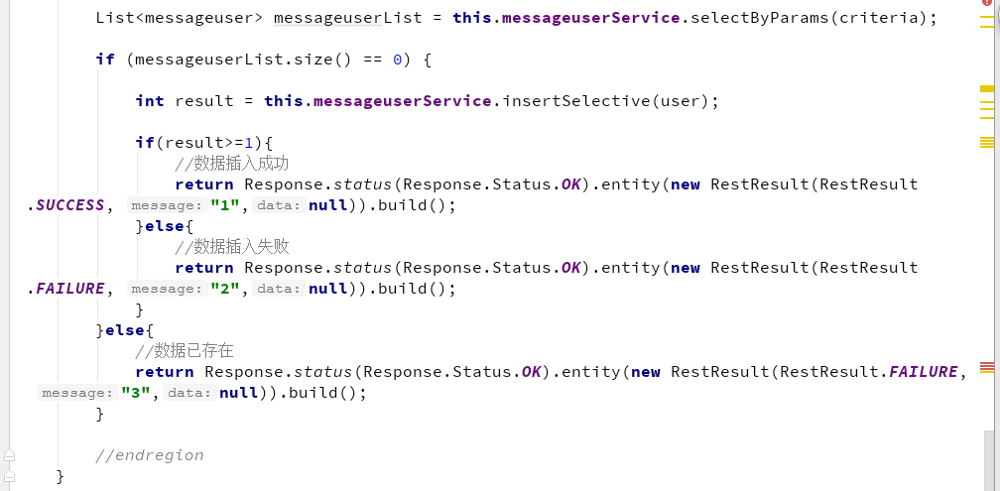 List<messageuser> messageuserList = this.messageuserService.selectByParams(criteria);
if (messageuserList.size() == 0) {
int result = this.messageuserService.insertSelective(user);
if(result>=1){
//数据插入成功
return Response.status(Response.Status.OK).entity(new RestResult(RestResult
.SUCCESS, message: "1", data: null)).build();
}else{
//数据插入失败
return Response.status(Response.Status.OK).entity(new RestResult(RestResult
.FAILURE, message: "2", data: null)).build();
}
}else{
//数据已存在
return Response.status(Response.Status.OK).entity(new RestResult(RestResult.FAILURE,
message: "3", data: null)).build();
}
//endregion
}